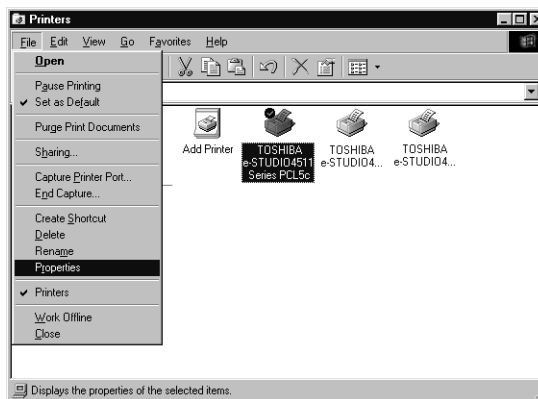 Printers
File Edit View Go Favorites Help
Open
Pause Printing
Set as Default
Purge Print Documents
Sharing...
Capture Printer Port...
End Capture...
Create Shortcut
Delete
Rename
Properties
Printers
Work Offline
Close
Add Printer
TOSHIBA
e-STUDIO4511
Series PCL5c
TOSHIBA
e-STUDIO4...
TOSHIBA
e-STUDIO4...
Displays the properties of the selected items.